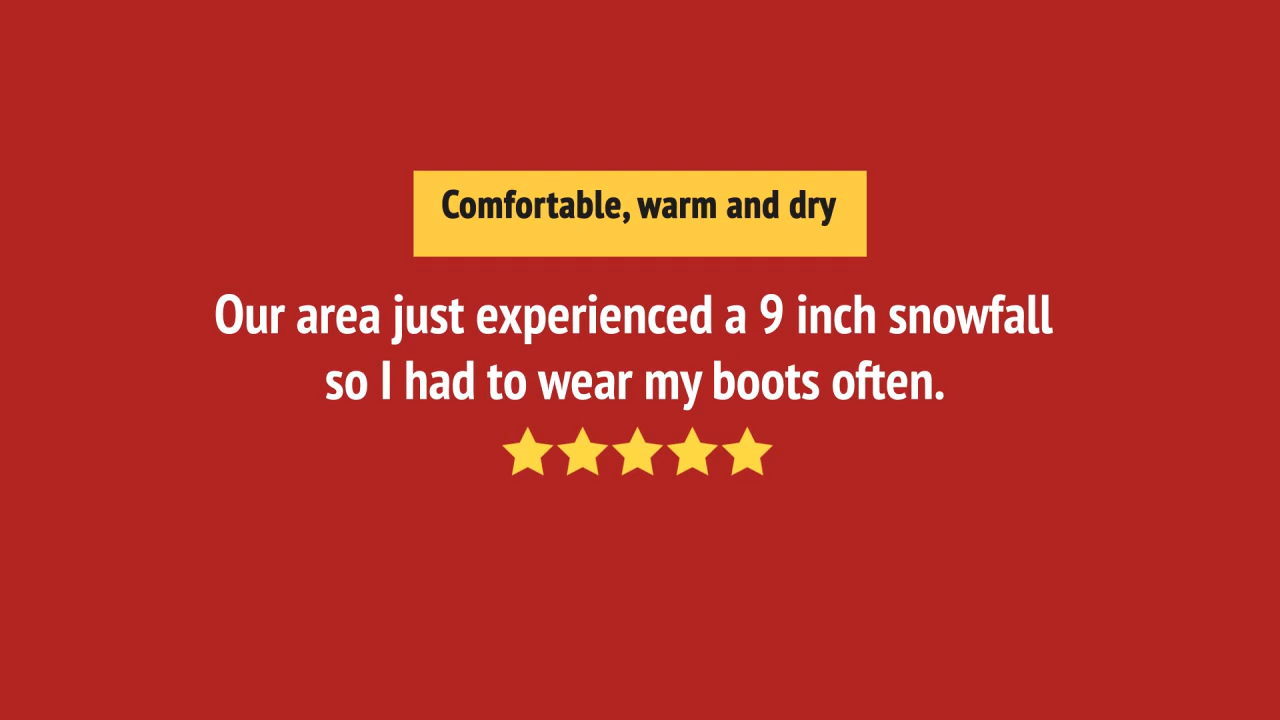 Comfortable, warm and dry
Our area just experienced a 9 inch snowfall
so I had to wear my boots often.